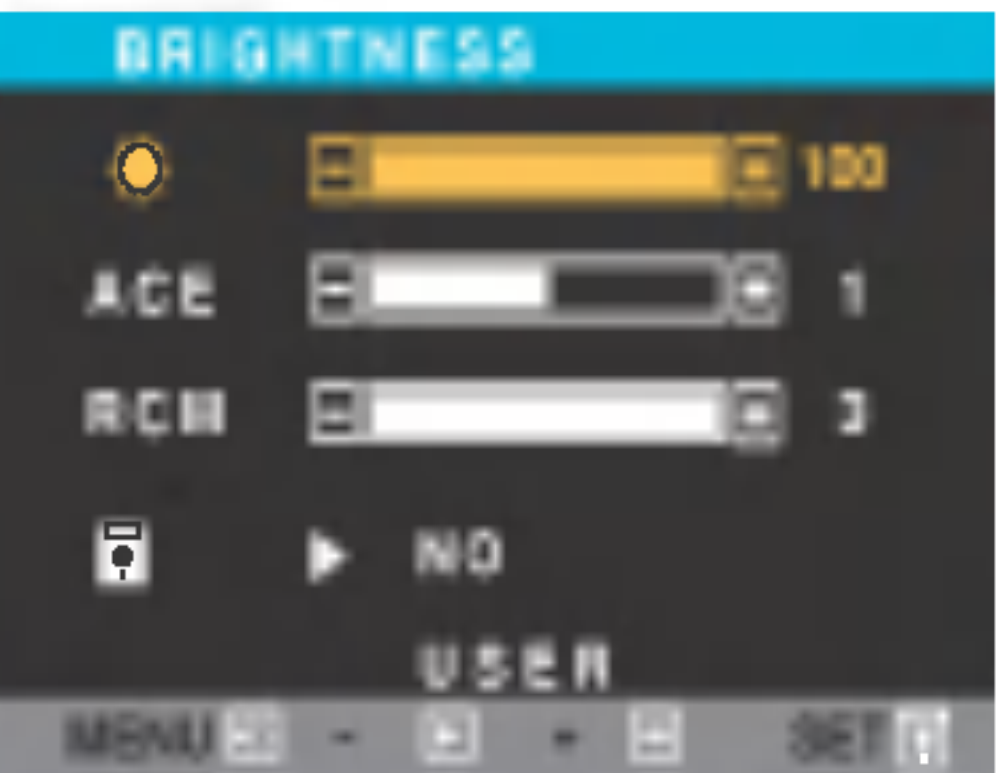 BRIGHTNESS
100
ACE 1
RCM 3
NO
USER
MENU - + SET